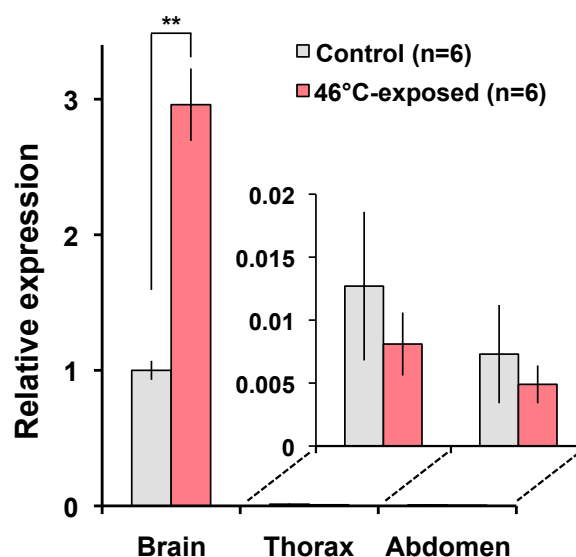 **
Control (n=6)
46°C-exposed (n=6)
Relative expression
3
2
1
0
0.02
0.015
0.01
0.005
0
Brain Thorax Abdomen